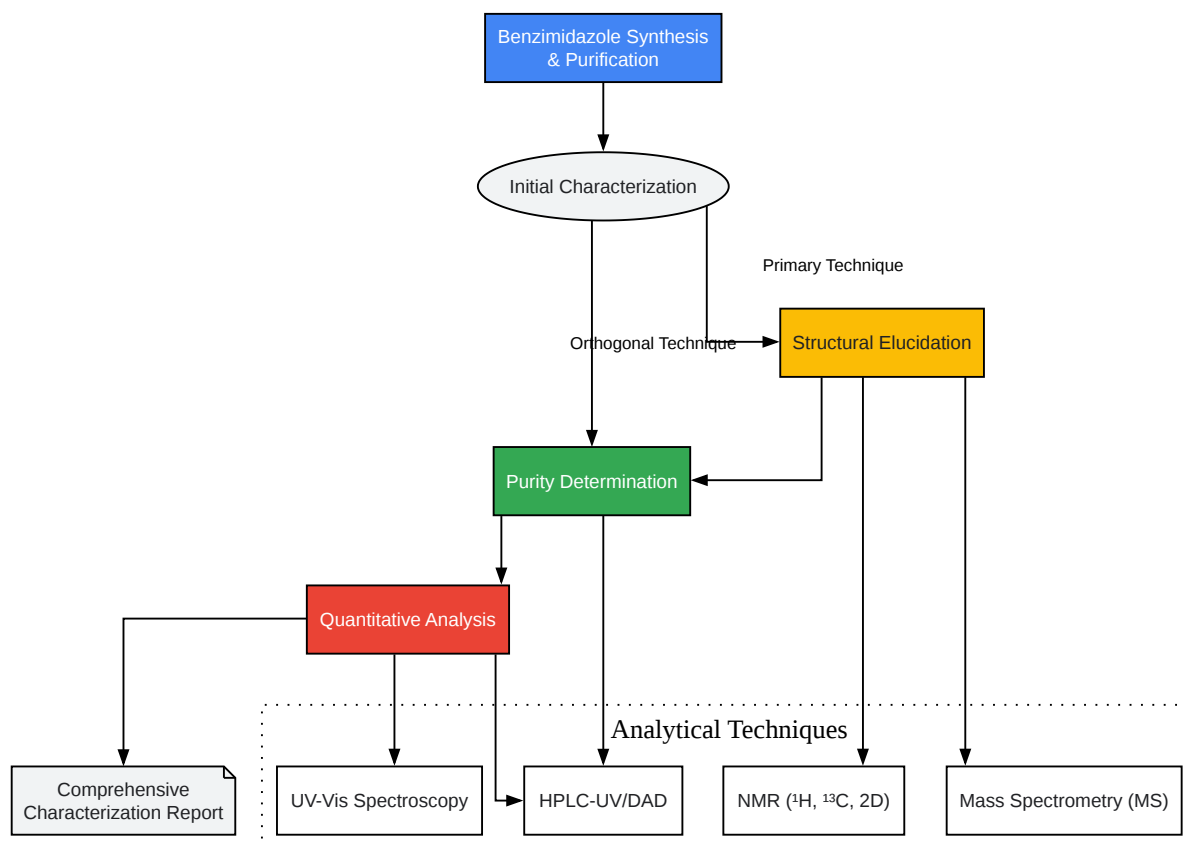 Benzimidazole Synthesis
& Purification
Initial Characterization
Primary Technique
Orthogonal Technique
Structural Elucidation
Purity Determination
Quantitative Analysis
Analytical Techniques
Comprehensive
Characterization Report
UV-Vis Spectroscopy
HPLC-UV/DAD
NMR (¹H, ¹³C, 2D)
Mass Spectrometry (MS)